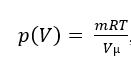 p(V) = mRT/Vμ,